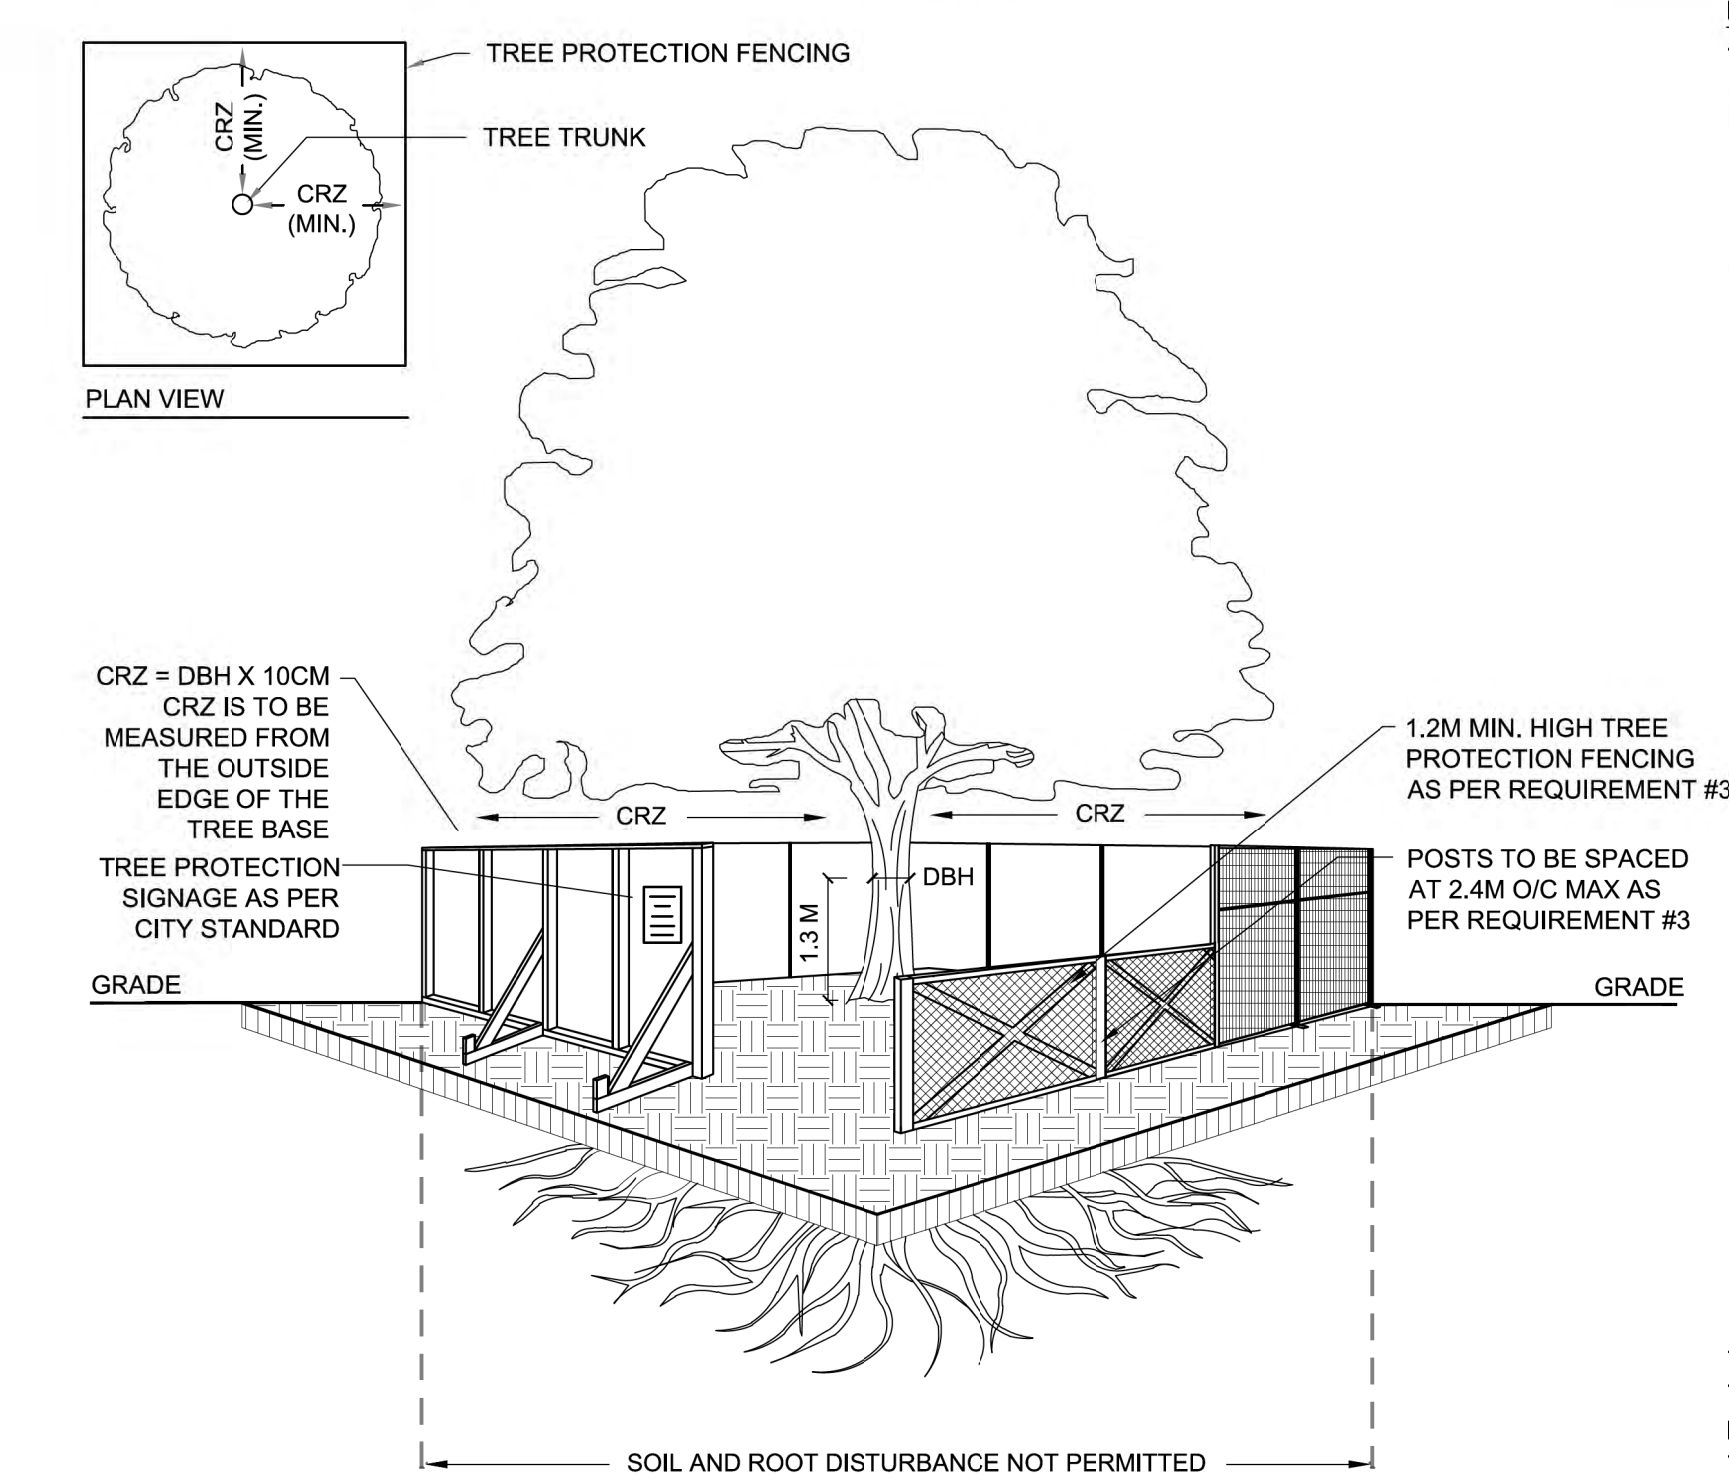 TREE PROTECTION FENCING
TREE TRUNK
CRZ
(MIN.)
CRZ
(MIN.)
PLAN VIEW
CRZ = DBH X 10CM
CRZ IS TO BE
MEASURED FROM
THE OUTSIDE
EDGE OF THE
TREE BASE
TREE PROTECTION
SIGNAGE AS PER
CITY STANDARD
GRADE
CRZ
CRZ
DBH
1.3 M
1.2M MIN. HIGH TREE
PROTECTION FENCING
AS PER REQUIREMENT #3
POSTS TO BE SPACED
AT 2.4M O/C MAX AS
PER REQUIREMENT #3
GRADE
SOIL AND ROOT DISTURBANCE NOT PERMITTED